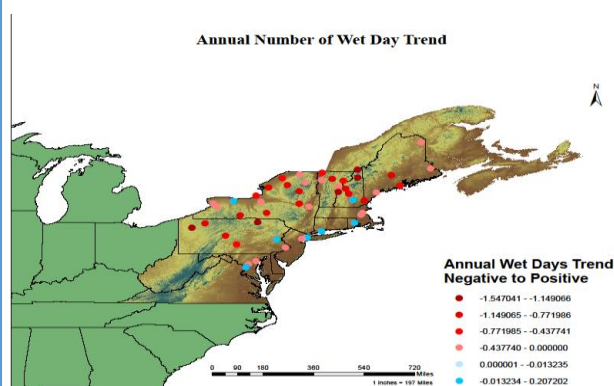 Annual Number of Wet Day Trend
N
Annual Wet Days Trend
Negative to Positive
-1.547041 - -1.149066
-1.149065 - -0.771986
-0.771985 - -0.437741
-0.437740 - 0.000000
0.000001 - -0.013235
-0.013234 - 0.207202
0 90 180 360 540 720
Miles
1 inches = 197 Miles